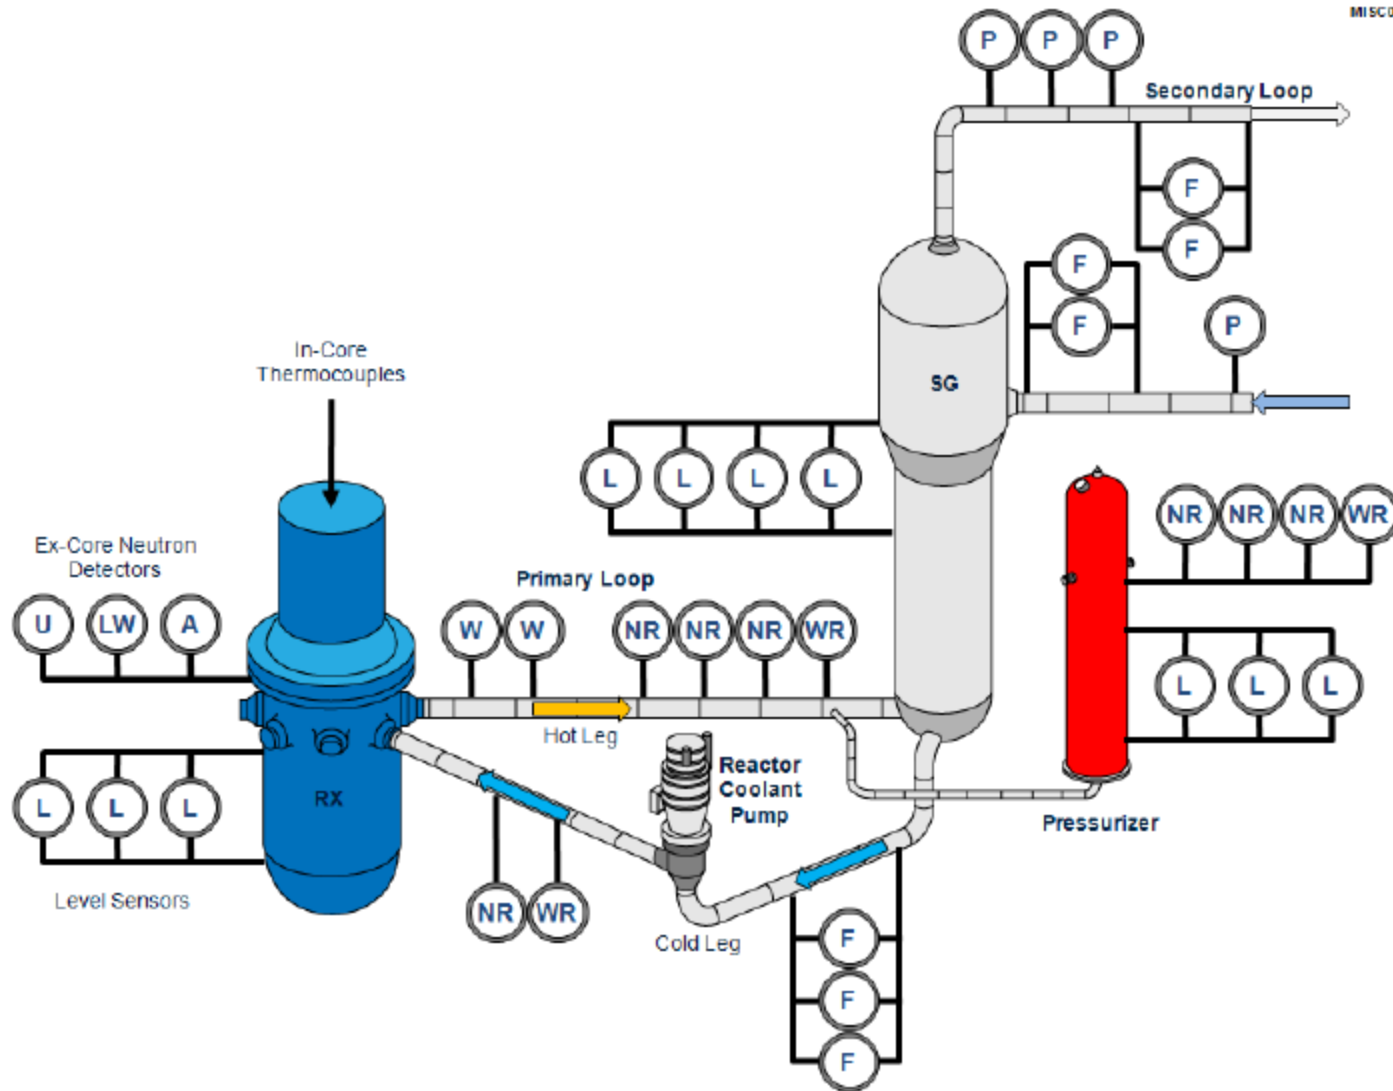 MISC0
P P P
Secondary Loop
F
F
F
F
P
In-Core
Thermocouples
SG
L L L L
NR NR NR WR
Ex-Core Neutron
Detectors
Primary Loop
U LW A
W W NR NR NR WR
L L L
Hot Leg
Reactor
Coolant
Pump
RX
L L L
Pressurizer
Level Sensors
NR WR
Cold Leg
F
F
F